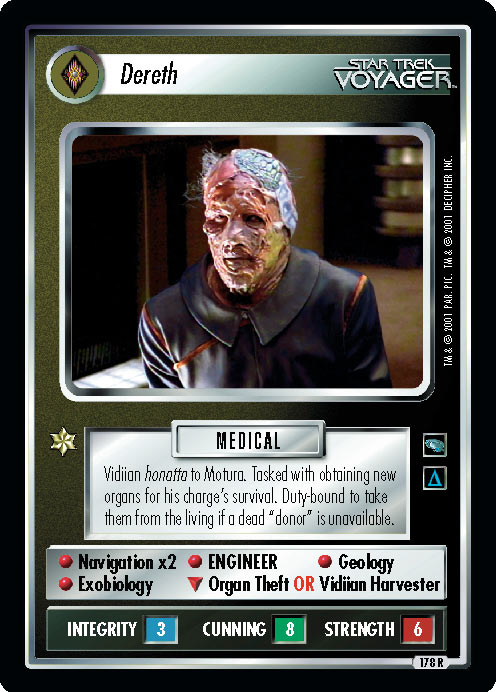 Dereth
STAR TREK
VOYAGER™
TM & © 2001 PAR. PIC. TM & © 2001 DECIPHER INC.
MEDICAL
Vidiian honatta to Motura. Tasked with obtaining new
organs for his charge's survival. Duty-bound to take
them from the living if a dead "donor" is unavailable.
Δ
Navigation x2 ENGINEER Geology
Exobiology Organ Theft OR Vidiian Harvester
INTEGRITY 3 CUNNING 8 STRENGTH 6
178 R